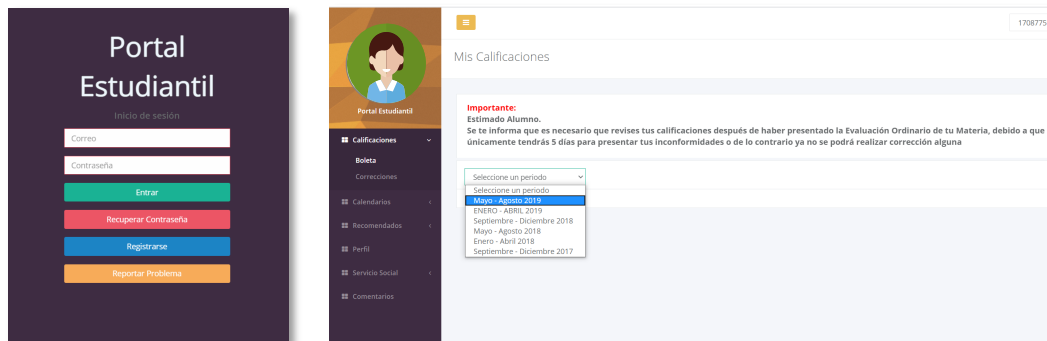 Portal
Estudiantil
Inicio de sesión
Correo
Contraseña
Entrar
Recuperar Contraseña
Registrarse
Reportar Problema
Portal Estudiantil
Calificaciones
Boleta
Correcciones
Calendarios
Recomendados
Perfil
Servicio Social
Comentarios
1708775
Mis Calificaciones
Importante:
Estimado Alumno.
Se te informa que es necesario que revises tus calificaciones después de haber presentado la Evaluación Ordinario de tu Materia, debido a que
únicamente tendrás 5 días para presentar tus inconformidades o de lo contrario ya no se podrá realizar corrección alguna
Seleccione un periodo
Seleccione un periodo
Mayo - Agosto 2019
ENERO - ABRIL 2019
Septiembre - Diciembre 2018
Mayo - Agosto 2018
Enero - Abril 2018
Septiembre - Diciembre 2017